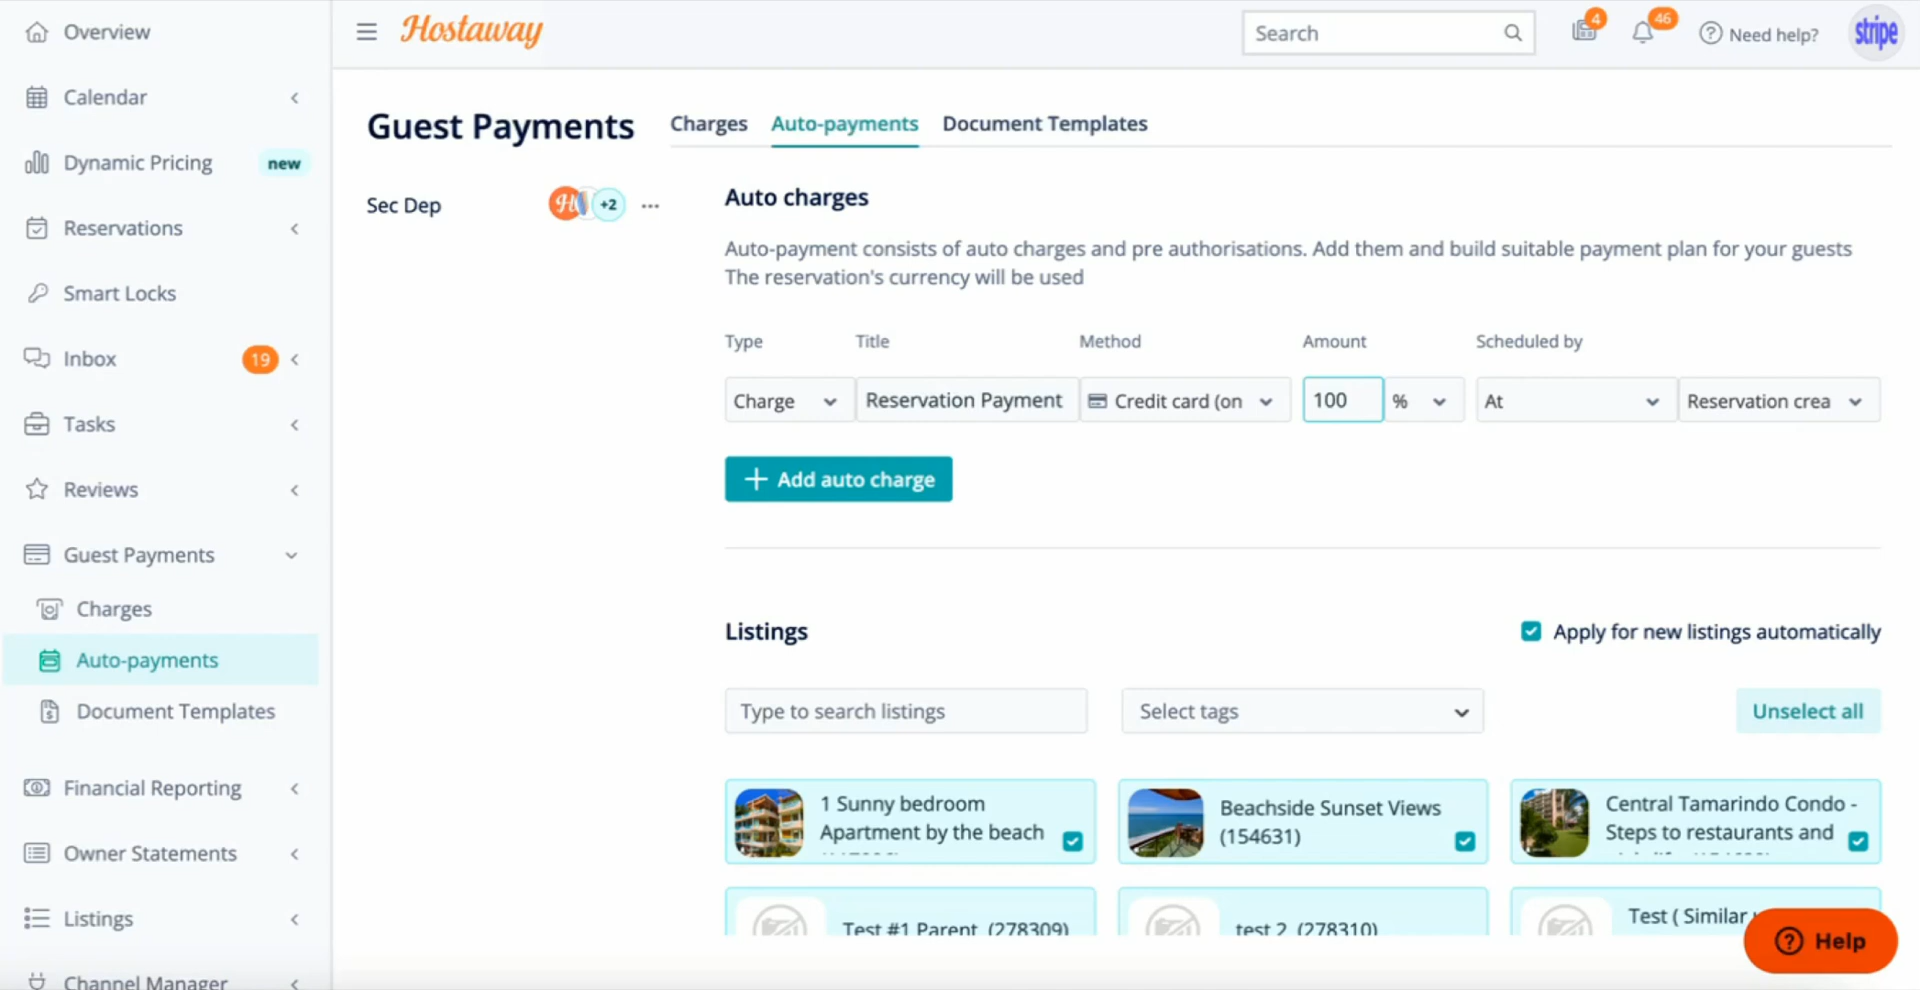 Overview
Calendar
Dynamic Pricing
new
Reservations
Smart Locks
Inbox
19
Tasks
Reviews
Guest Payments
Charges
Auto-payments
Document Templates
Financial Reporting
Owner Statements
Listings
Channel Manager
Hostaway
Search
4
46
Need help?
stripe
Guest Payments
Charges
Auto-payments
Document Templates
Sec Dep
+2
Auto charges
Auto-payment consists of auto charges and pre authorisations. Add them and build suitable payment plan for your guests
The reservation's currency will be used
Type
Title
Method
Amount
Scheduled by
Charge
Reservation Payment
Credit card (on
100
%
At
Reservation crea
+ Add auto charge
Listings
Apply for new listings automatically
Type to search listings
Select tags
Unselect all
1 Sunny bedroom
Apartment by the beach
Beachside Sunset Views
(154631)
Central Tamarindo Condo -
Steps to restaurants and
Test #1 Parent (278309)
test 2 (278310)
Test ( Similar
Help